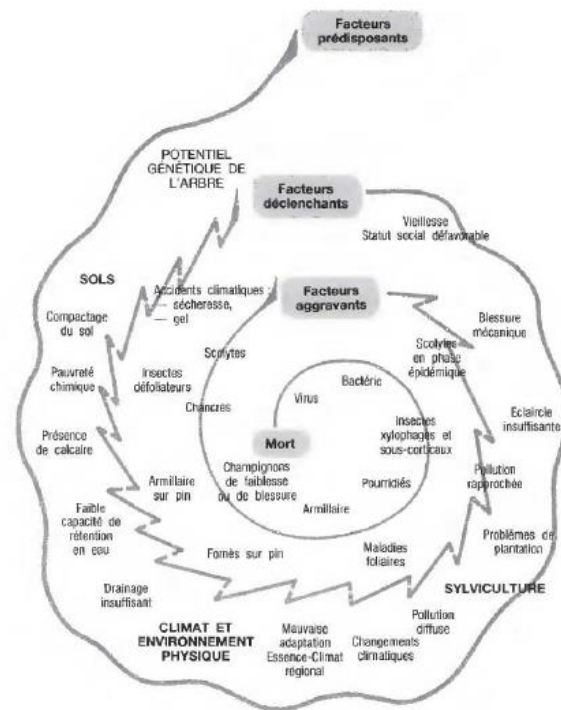 Facteurs
prédisposants
POTENTIEL
GÉNÉTIQUE DE
L'ARBRE
Facteurs
déclenchants
Vieillesse
Statut social défavorable
SOLS
Accidents climatiques :
— sécheresse,
— gel
Facteurs
aggravants
Compactage
du sol
Blessure
mécanique
Scolytes
Scolyies
en phase
épidémique
Pauvreté
chimique
Insectes
défoliateurs
Bactérie
Virus
Chancres
Eclaircie
insuffisante
Insectes
xylophages et
sous-corticaux
Présence
de calcaire
Mort
Champignons
de faiblesse
ou de blessure
Pollution
rapprochée
Armillaire
sur pin
Pourridiés
Armillaire
Faible
capacité de
rétention
en eau
Problèmes de
plantation
Fomès sur pin
Maladies
foliaires
Drainage
insuffisant
SYLVICULTURE
Pollution
diffuse
CLIMAT ET
ENVIRONNEMENT
PHYSIQUE
Mauvaise
adaptation
Essence-Climat
régional
Changements
climatiques